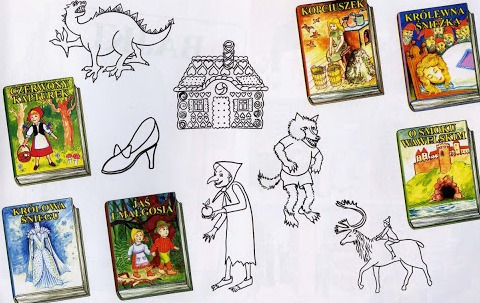 KOPCIUSZEK
KRÓLEWNA
ŚNIEŻKA
CZERWONY
KAPTUREK
O SMOKU
WAWELSKIM
KRÓLOWA
ŚNIEGU
JAŚ
I MAŁGOSIA